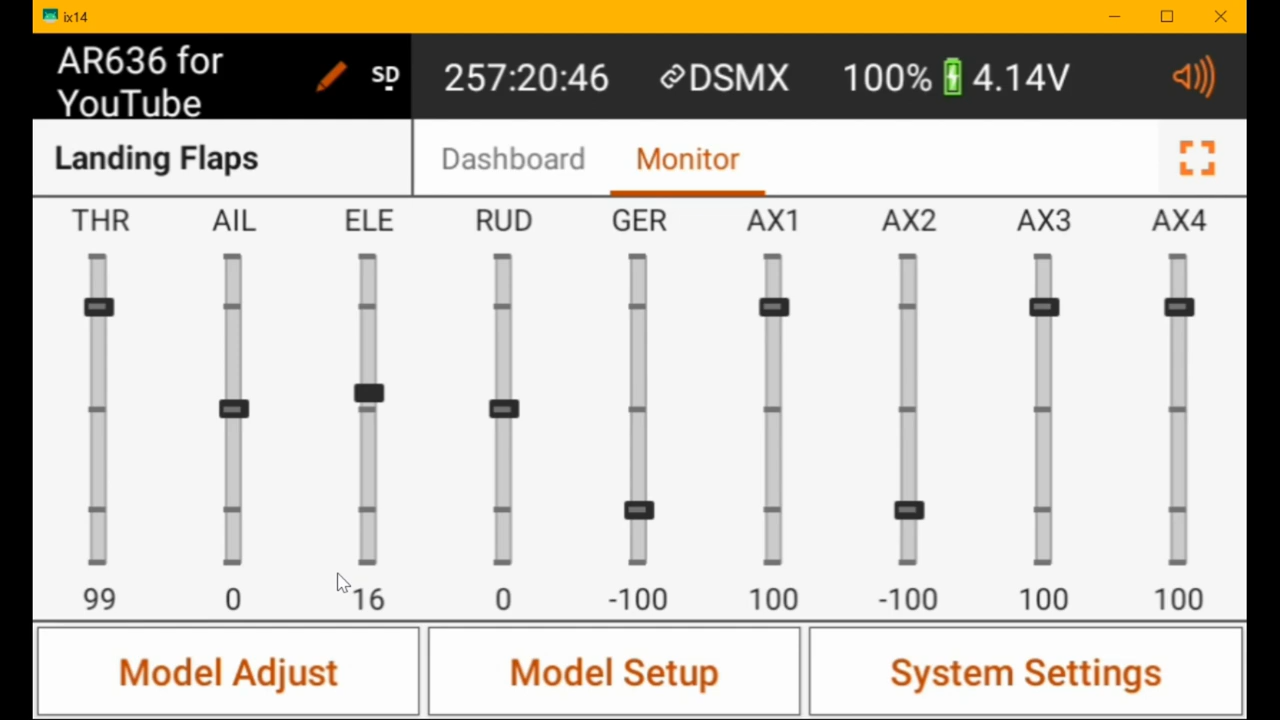 ix14
AR636 for
YouTube
SD
257:20:46
DSMX
100%
4.14V
Landing Flaps
Dashboard
Monitor
THR AIL ELE RUD GER AX1 AX2 AX3 AX4
99 0 16 0 -100 100 -100 100 100
Model Adjust
Model Setup
System Settings